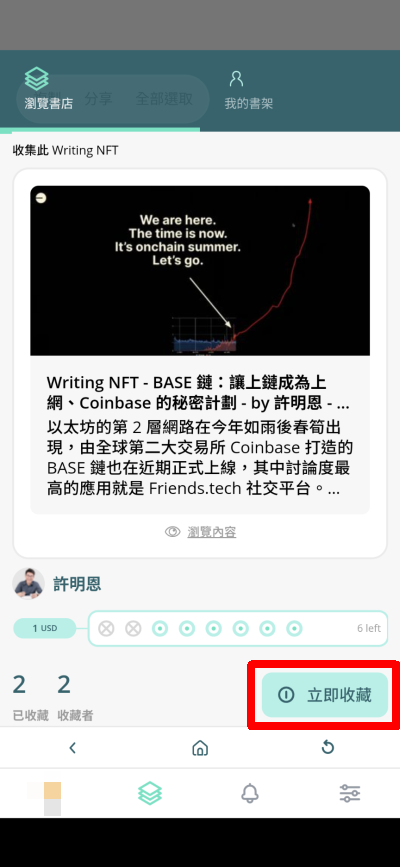 瀏覽書店
分享
全部選取
我的書架
收集此 Writing NFT
We are here.
The time is now.
It's onchain summer.
Let's go.
Writing NFT - BASE 鏈：讓上鏈成為上
網、Coinbase 的秘密計劃 - by 許明恩 - ...
以太坊的第 2 層網路在今年如雨後春筍出
現，由全球第二大交易所 Coinbase 打造的
BASE 鏈也在近期正式上線，其中討論度最
高的應用就是 Friends.tech 社交平台。...
瀏覽內容
許明恩
1 USD
6 left
2 2
已收藏 收藏者
立即收藏